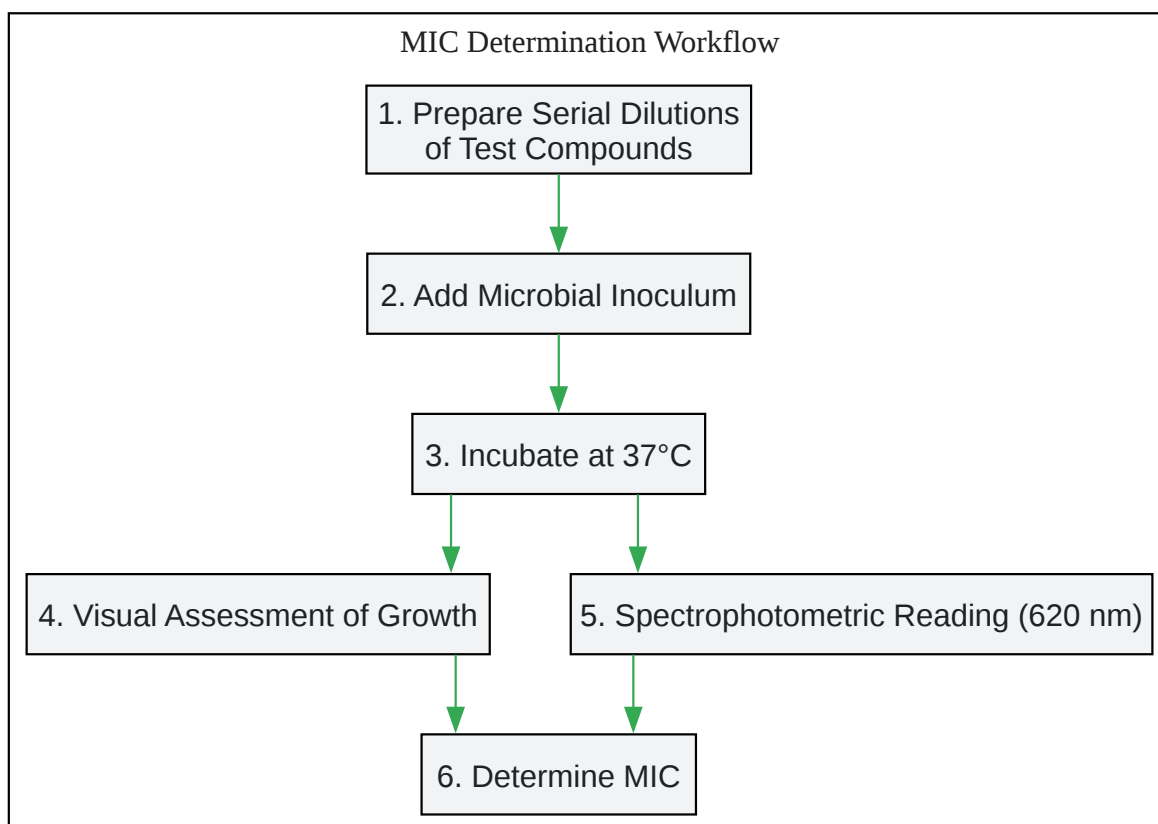 MIC Determination Workflow
1. Prepare Serial Dilutions
of Test Compounds
2. Add Microbial Inoculum
3. Incubate at 37°C
4. Visual Assessment of Growth
5. Spectrophotometric Reading (620 nm)
6. Determine MIC